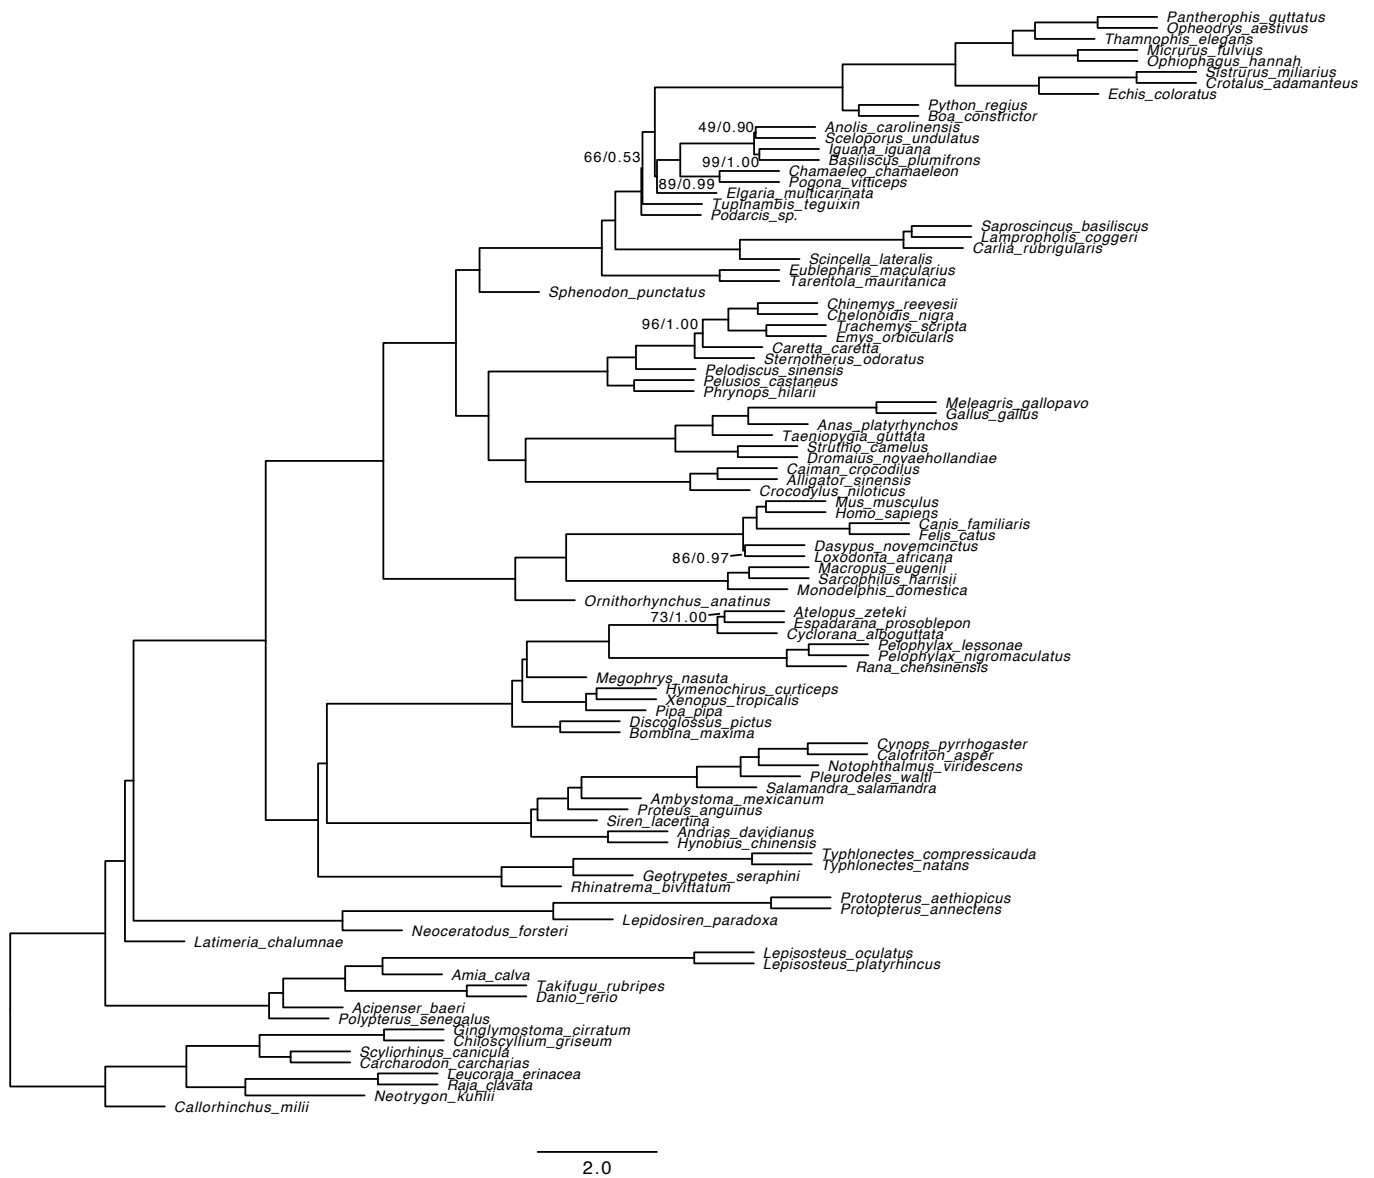 Pantherophis_guttatus
Opheodrys_aestivus
Thamnophis_elegans
Micrurus_fulvius
Ophiophagus_hannah
Sistrurus_miliarius
Crotalus_adamanteus
Echis_coloratus
Python_regius
Boa_constrictor
49/0.90
Anolis_carolinensis
Sceloporus_undulatus
Iguana_iguana
66/0.53
Basiliscus_plumifrons
99/1.00
Chamaeleo_chamaeleon
Pogona_vitticeps
89/0.99
Elgaria_multicarinata
Tupinambis_teguixin
Podarcis_sp.
Saproscincus_basiliscus
Lampropholis_coggeri
Carlia_rubrigularis
Scincella_lateralis
Eublepharis_macularius
Tarentola_mauritanica
Sphenodon_punctatus
Chinemys_reevesii
Chelonoidis_nigra
96/1.00
Trachemys_scripta
Emys_orbicularis
Caretta_caretta
Sternotherus_odoratus
Pelodiscus_sinensis
Pelusios_castaneus
Phrynops_hilarii
Meleagris_gallopavo
Gallus_gallus
Anas_platyrhynchos
Taeniopygia_guttata
Struthio_camelus
Dromaius_novaehollandiae
Caiman_crocodilus
Alligator_sinensis
Crocodylus_niloticus
Mus_musculus
Homo_sapiens
Canis_familiaris
Felis_catus
Dasypus_novemcinctus
86/0.97
Loxodonta_africana
Macropus_eugenii
Sarcophilus_harrisii
Monodelphis_domestica
Ornithorhynchus_anatinus
Atelopus_zeteki
73/1.00
Espadarana_prosoblepon
Cyclorana_alboguttata
Pelophylax_lessonae
Pelophylax_nigromaculatus
Rana_chensinensis
Megophrys_nasuta
Hymenochirus_curticeps
Xenopus_tropicalis
Pipa_pipa
Discoglossus_pictus
Bombina_maxima
Cynops_pyrrhogaster
Calotriton_asper
Notophthalmus_viridescens
Pleurodeles_waltl
Salamandra_salamandra
Ambystoma_mexicanum
Proteus_anguinus
Siren_lacertina
Andrias_davidianus
Hynobius_chinensis
Typhlonectes_compressicauda
Typhlonectes_natans
Geotrypetes_seraphini
Rhinatrema_bivittatum
Protopterus_aethiopicus
Protopterus_annectens
Lepidosiren_paradoxa
Neoceratodus_forsteri
Latimeria_chalumnae
Lepisosteus_oculatus
Lepisosteus_platyrhincus
Amia_calva
Takifugu_rubripes
Danio_rerio
Acipenser_baeri
Polypterus_senegalus
Ginglymostoma_cirratum
Chiloscyllium_griseum
Scyliorhinus_canicula
Carcharodon_carcharias
Leucoraja_erinacea
Raja_clavata
Neotrygon_kuhlii
Callorhinchus_milii
2.0